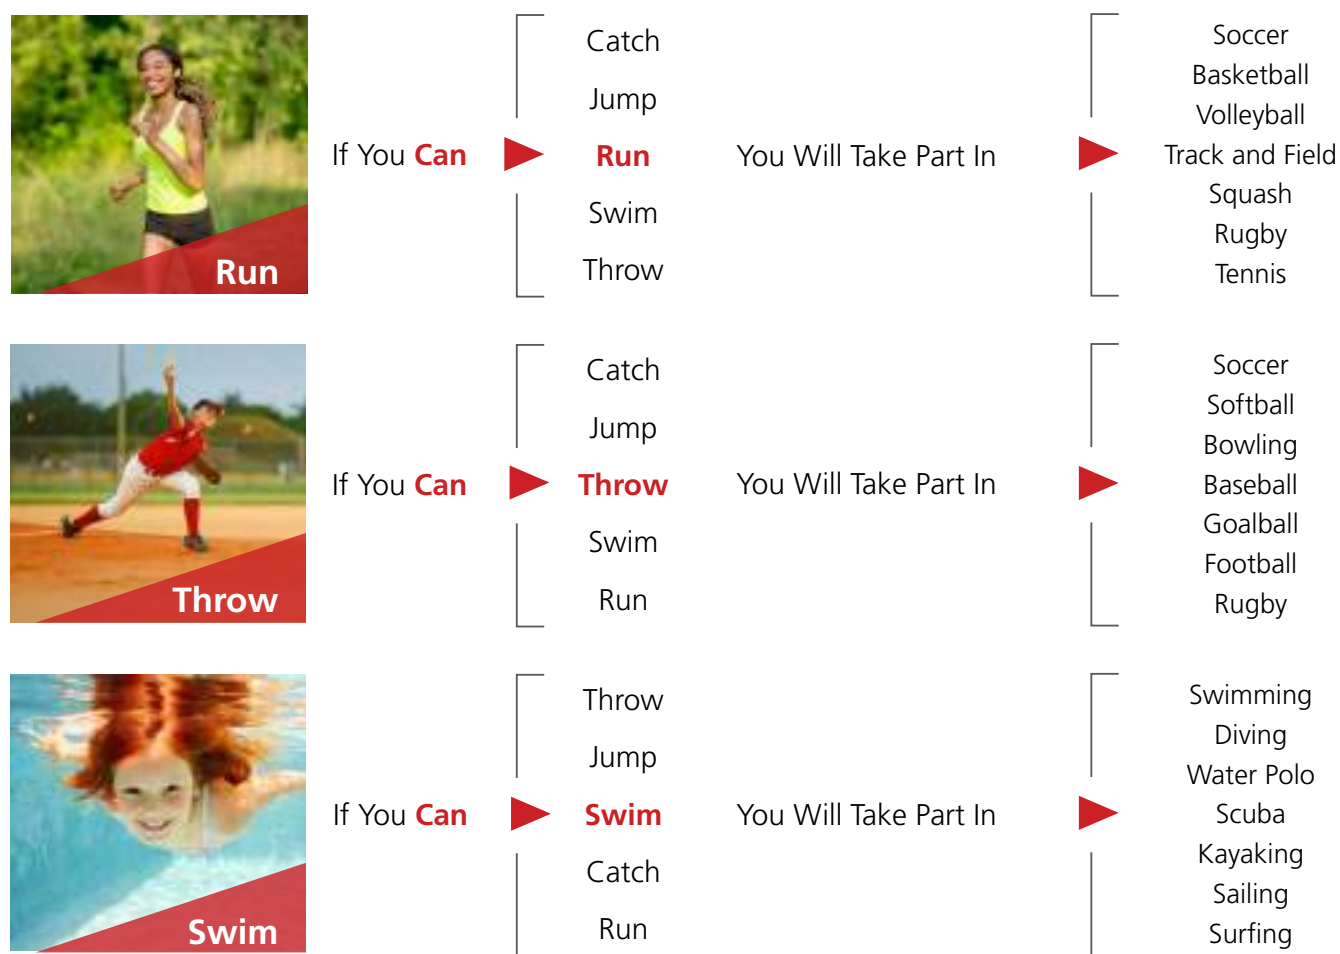 Run
If You Can
Catch
Jump
Run
Swim
Throw
You Will Take Part In
Soccer
Basketball
Volleyball
Track and Field
Squash
Rugby
Tennis
Throw
If You Can
Catch
Jump
Throw
Swim
Run
You Will Take Part In
Soccer
Softball
Bowling
Baseball
Goalball
Football
Rugby
Swim
If You Can
Throw
Jump
Swim
Catch
Run
You Will Take Part In
Swimming
Diving
Water Polo
Scuba
Kayaking
Sailing
Surfing